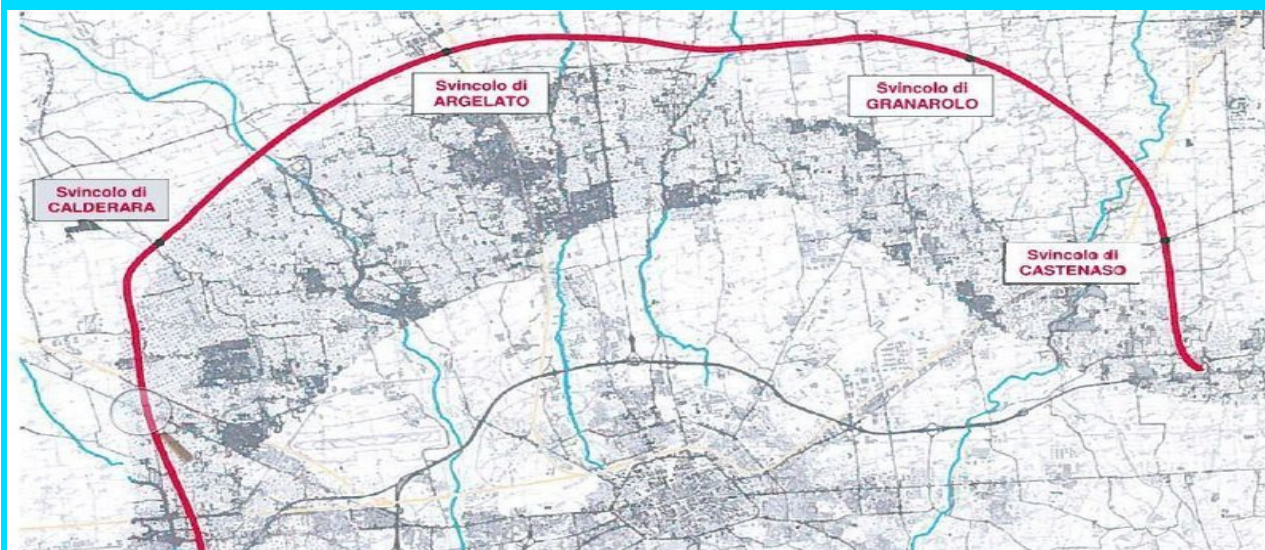 Svincolo di
ARGELATO
Svincolo di
GRANAROLO
Svincolo di
CALDERARA
Svincolo di
CASTENASO